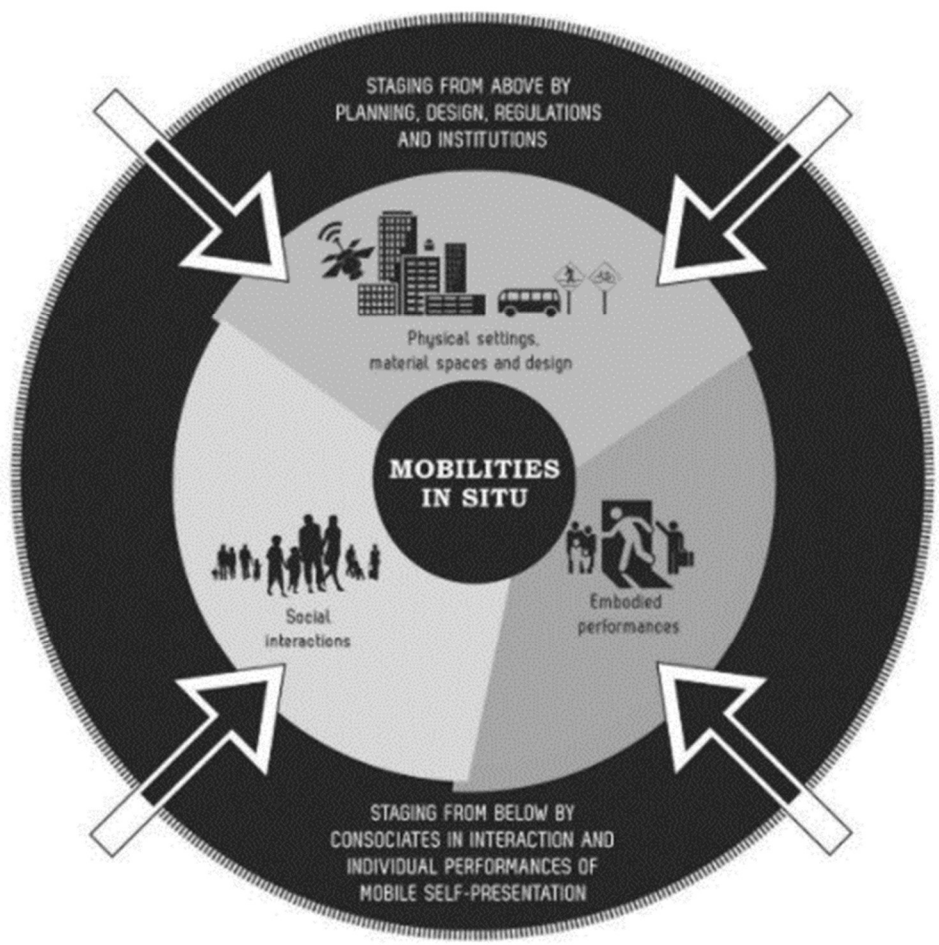 STAGING FROM ABOVE BY
PLANNING, DESIGN, REGULATIONS
AND INSTITUTIONS
Physical settings,
material spaces and design
MOBILITIES
IN SITU
Social
interactions
Embodied
performances
STAGING FROM BELOW BY
CONSOCIATES IN INTERACTION AND
INDIVIDUAL PERFORMANCES OF
MOBILE SELF-PRESENTATION